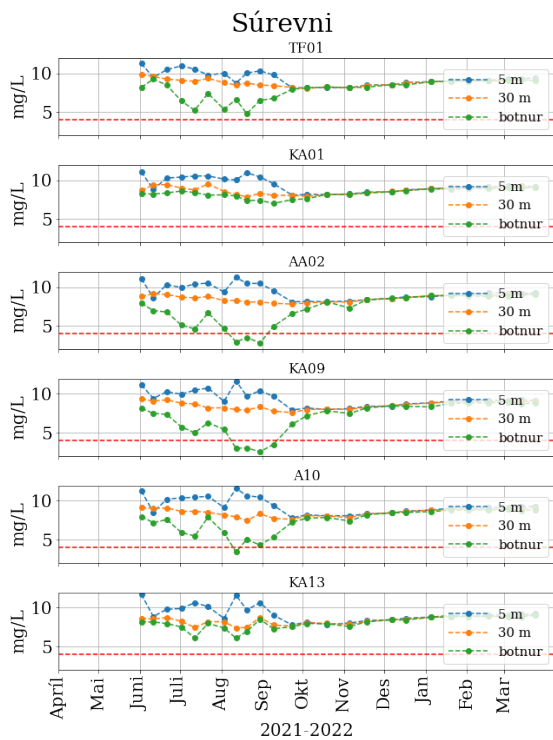 Súrevni
TF01
10
5
mg/L
5 m
30 m
botnur
KA01
10
5
mg/L
5 m
30 m
botnur
AA02
10
5
mg/L
5 m
30 m
botnur
KA09
10
5
mg/L
5 m
30 m
botnur
A10
10
5
mg/L
5 m
30 m
botnur
KA13
10
5
mg/L
5 m
30 m
botnur
Apríl
Mai
Juni
Juli
Aug
Sep
Okt
Nov
Des
Jan
Feb
Mar
2021-2022